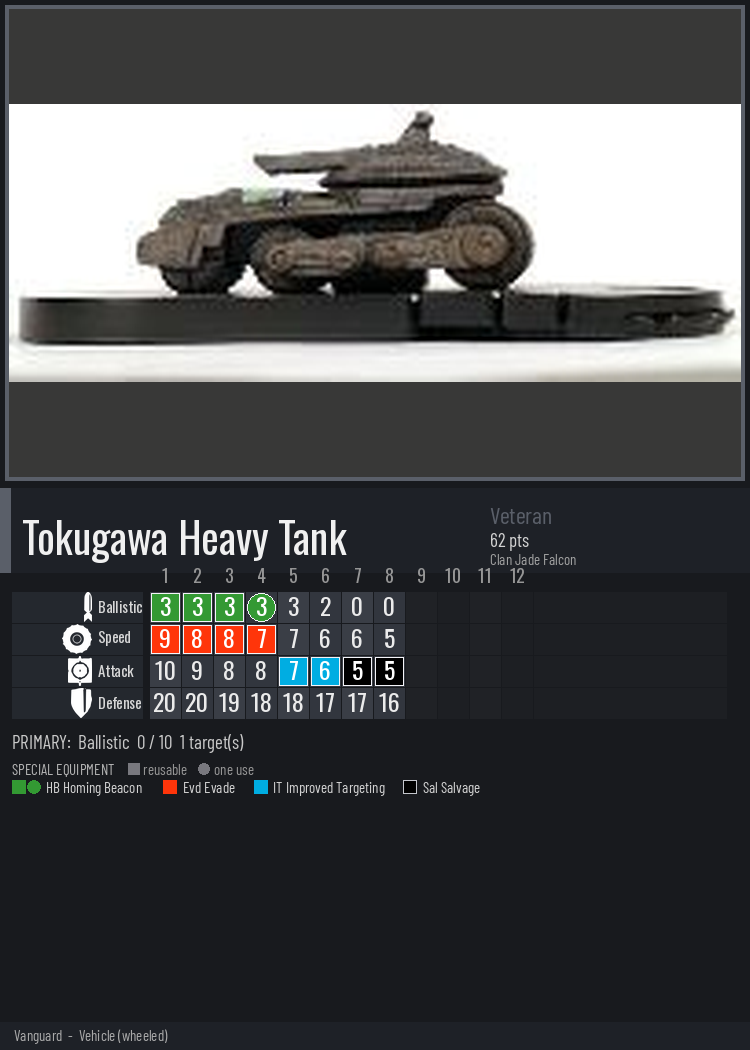 Tokugawa Heavy Tank
Veteran
62 pts
Clan Jade Falcon
1 2 3 4 5 6 7 8 9 10 11 12
Ballistic 3 3 3 3 3 2 0 0
Speed 9 8 8 7 7 6 6 5
Attack 10 9 8 8 7 6 5 5
Defense 20 20 19 18 18 17 17 16
PRIMARY: Ballistic 0 / 10 1 target(s)
SPECIAL EQUIPMENT reusable one use
HB Homing Beacon Evd Evade IT Improved Targeting Sal Salvage
Vanguard - Vehicle (wheeled)